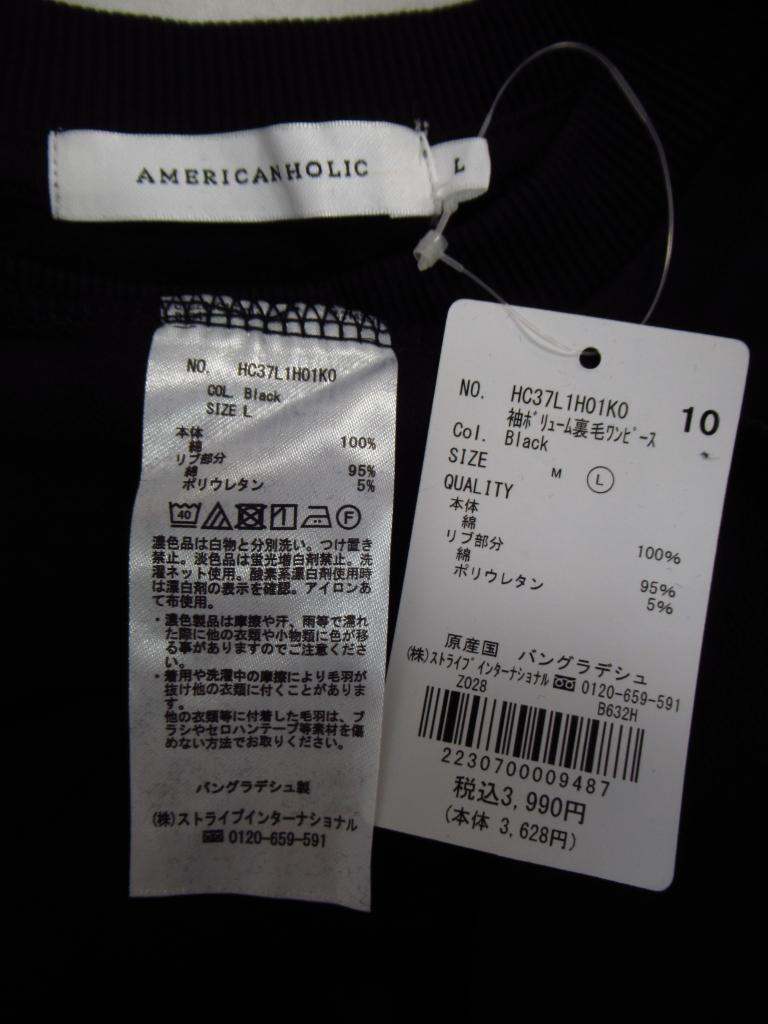 AMERICANHOLIC
L
NO. HC37L1H01K0
COL. Black
SIZE L
本体
綿 100%
リブ部分
綿 95%
ポリウレタン 5%
40 F
濃色品は白物と分別洗い。つけ置き
禁止。淡色品は蛍光増白剤禁止。洗
濯ネット使用。酸素系漂白剤使用時
は漂白剤の表示を確認。アイロンあ
て布使用。
・濃色製品は摩擦や汗、雨等で濡れ
た際に他の衣類や小物類に色が移
る事がありますのでご注意くださ
い。
・着用や洗濯中の摩擦により毛羽が
抜け他の衣類に付くことがありま
す。
他の衣類等に付着した毛羽は、ブ
ラシやセロハンテープ等素材を傷
めない方法でお取りください。
バングラデシュ製
(株)ストライプインターナショナル
0120-659-591
NO. HC37L1H01K0 10
袖ボリューム裏毛ワンピース
Col. Black
SIZE M L
QUALITY
本体
綿 100%
リブ部分
綿 95%
ポリウレタン 5%
原産国 バングラデシュ
(株)ストライプインターナショナル 0120-659-591
Z028 B632H
2230700009487
税込3,990円
(本体 3,628円)